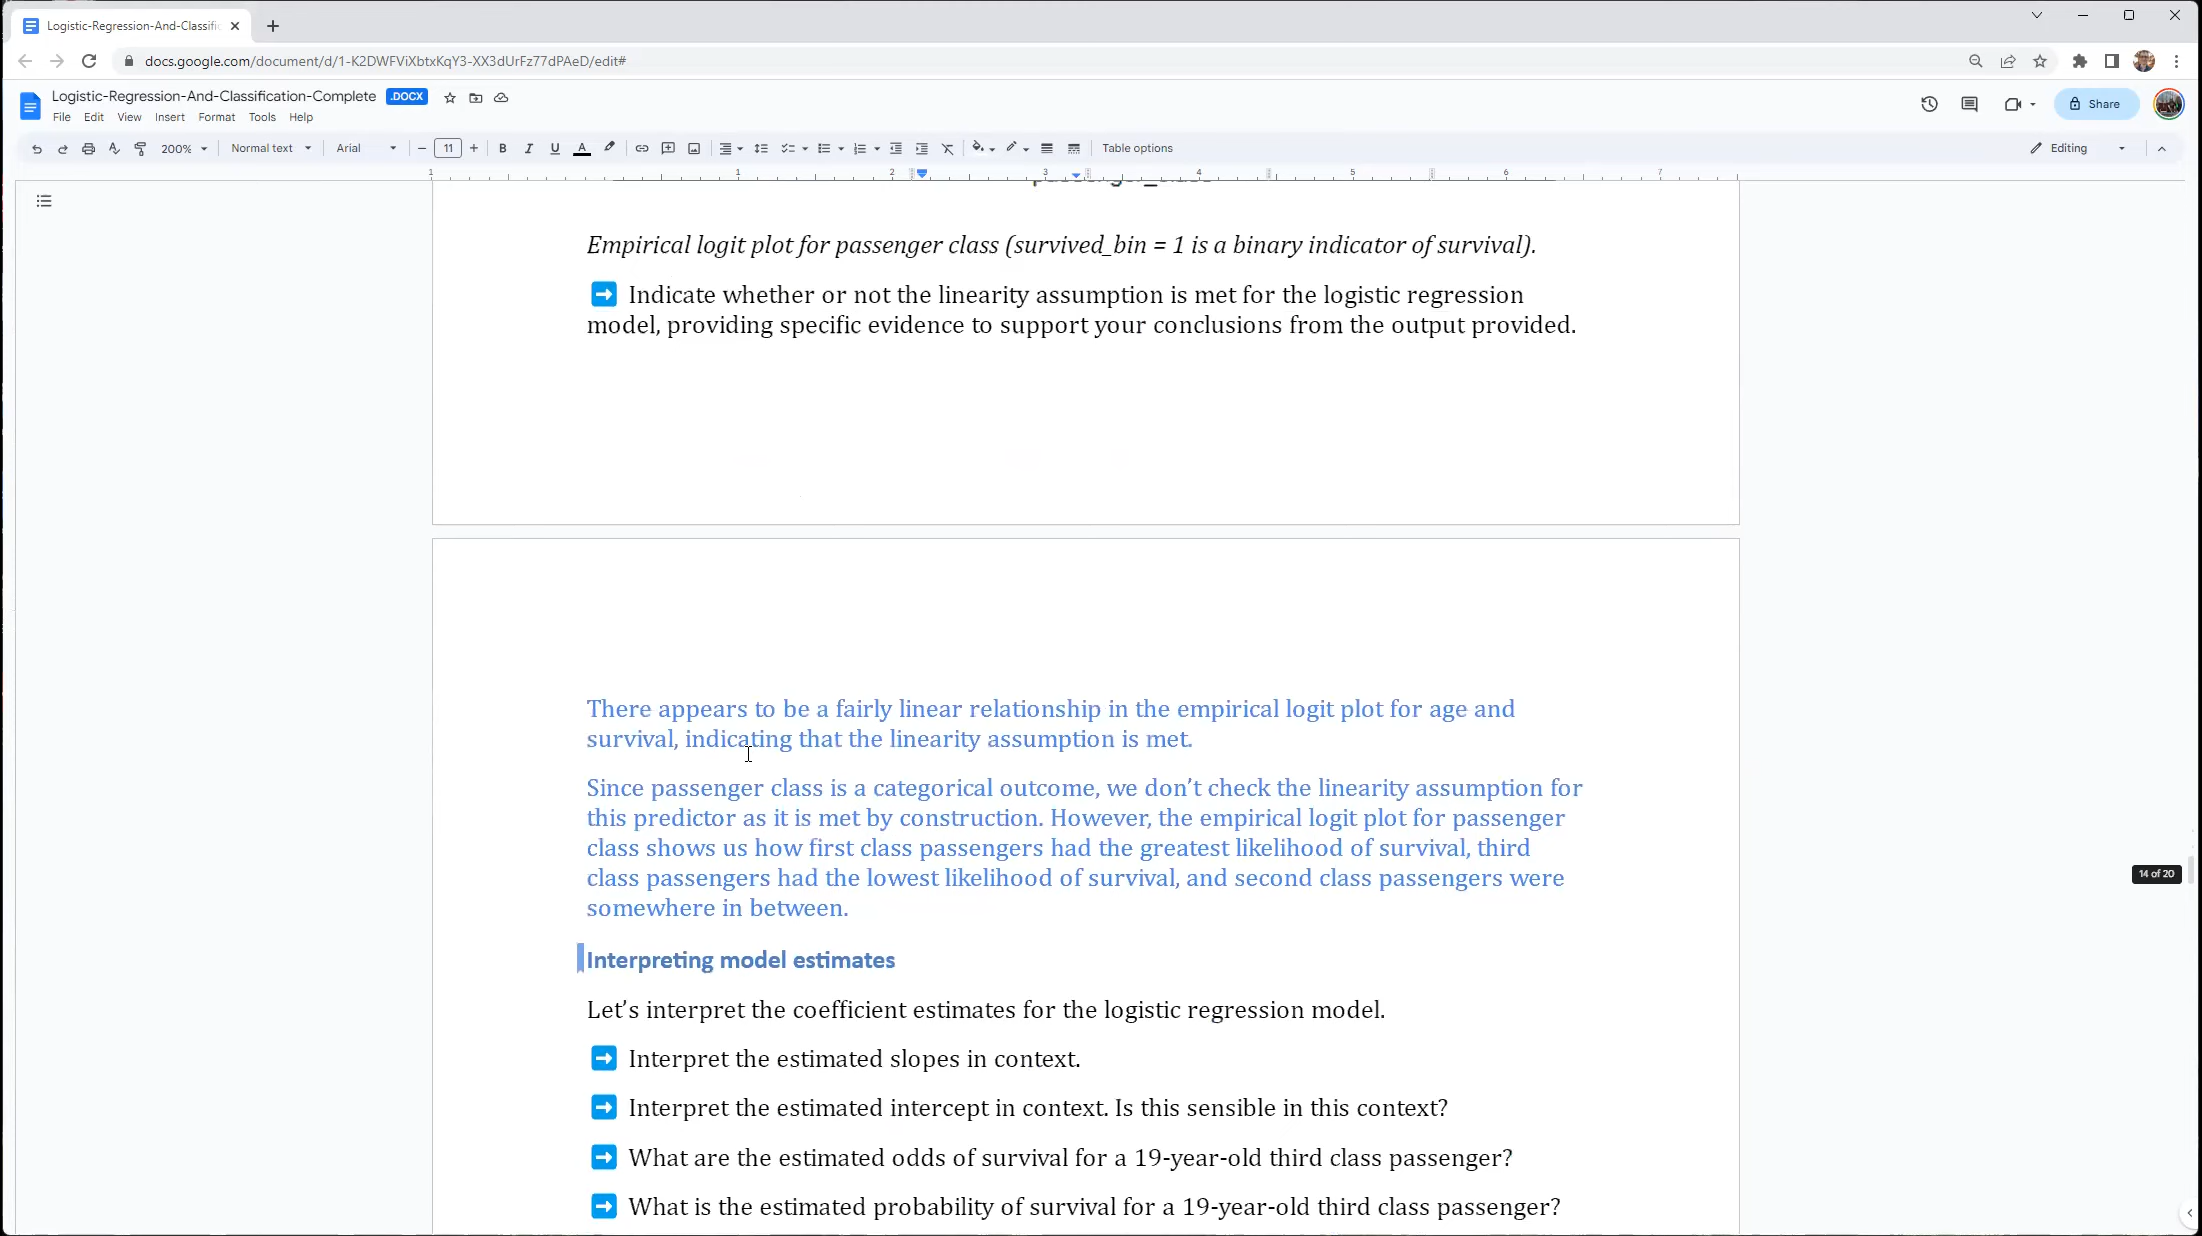 Logistic-Regression-And-Classifi
docs.google.com/document/d/1-K2DWFViXbtxKqY3-XX3dUrFz77dPAeD/edit#
Logistic-Regression-And-Classification-Complete .DOCX
Share
File Edit View Insert Format Tools Help
200% Normal text Arial 11 B I U A Table options Editing
1 1 2 3 4 5 6 7
Empirical logit plot for passenger class (survived_bin = 1 is a binary indicator of survival).
Indicate whether or not the linearity assumption is met for the logistic regression
model, providing specific evidence to support your conclusions from the output provided.
There appears to be a fairly linear relationship in the empirical logit plot for age and
survival, indicating that the linearity assumption is met.
Since passenger class is a categorical outcome, we don’t check the linearity assumption for
this predictor as it is met by construction. However, the empirical logit plot for passenger
class shows us how first class passengers had the greatest likelihood of survival, third
class passengers had the lowest likelihood of survival, and second class passengers were
14 of 20
somewhere in between.
Interpreting model estimates
Let’s interpret the coefficient estimates for the logistic regression model.
Interpret the estimated slopes in context.
Interpret the estimated intercept in context. Is this sensible in this context?
What are the estimated odds of survival for a 19-year-old third class passenger?
What is the estimated probability of survival for a 19-year-old third class passenger?